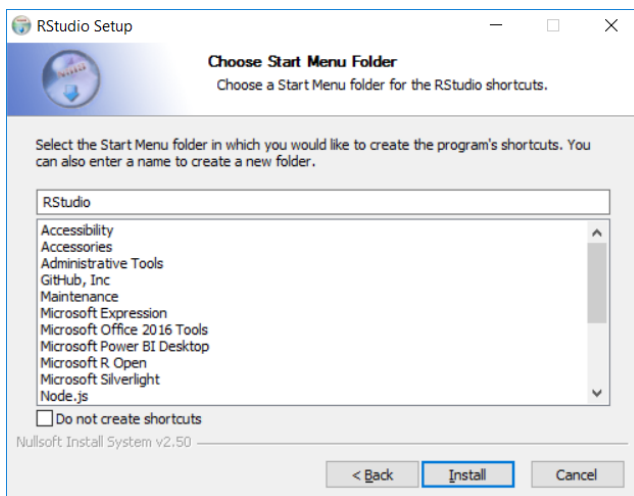 RStudio Setup
Choose Start Menu Folder
Choose a Start Menu folder for the RStudio shortcuts.
Select the Start Menu folder in which you would like to create the program's shortcuts. You
can also enter a name to create a new folder.
RStudio
Accessibility
Accessories
Administrative Tools
GitHub, Inc
Maintenance
Microsoft Expression
Microsoft Office 2016 Tools
Microsoft Power BI Desktop
Microsoft R Open
Microsoft Silverlight
Node.js
Do not create shortcuts
Nullsoft Install System v2.50
< Back Install Cancel